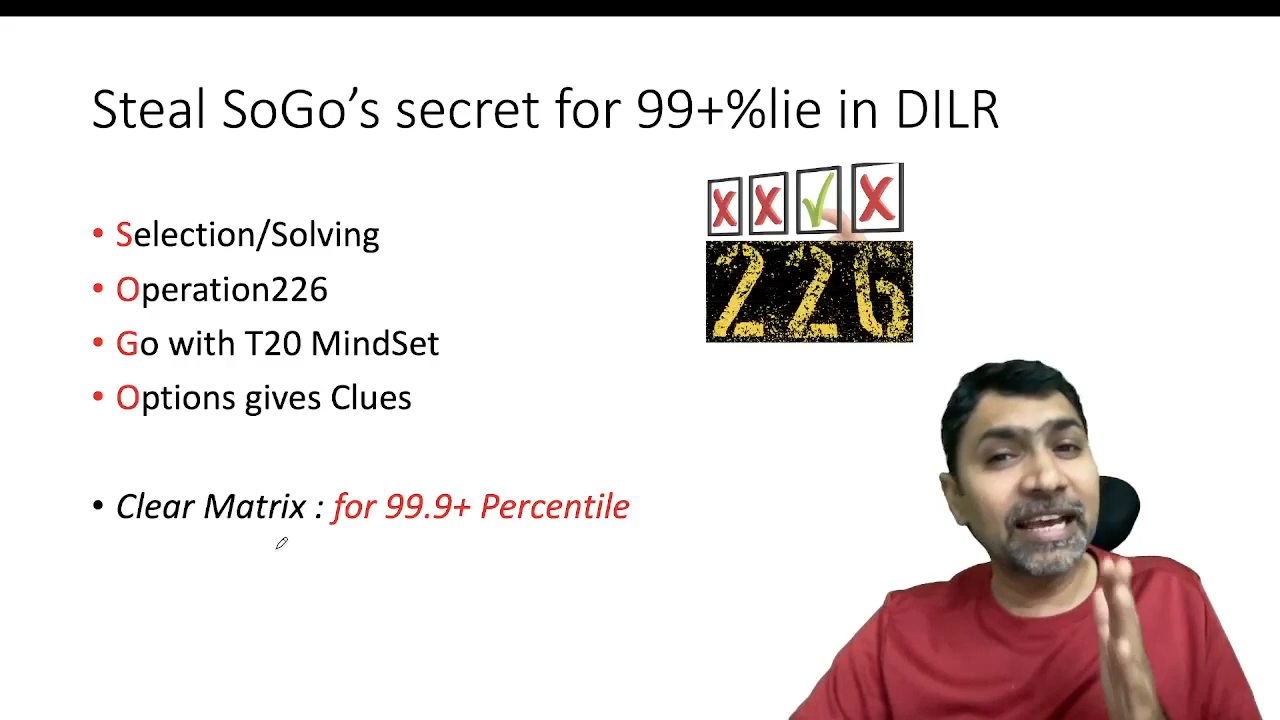 Steal SoGo’s secret for 99+%lie in DILR
• Selection/Solving
• Operation226
• Go with T20 MindSet
• Options gives Clues
• Clear Matrix : for 99.9+ Percentile
226